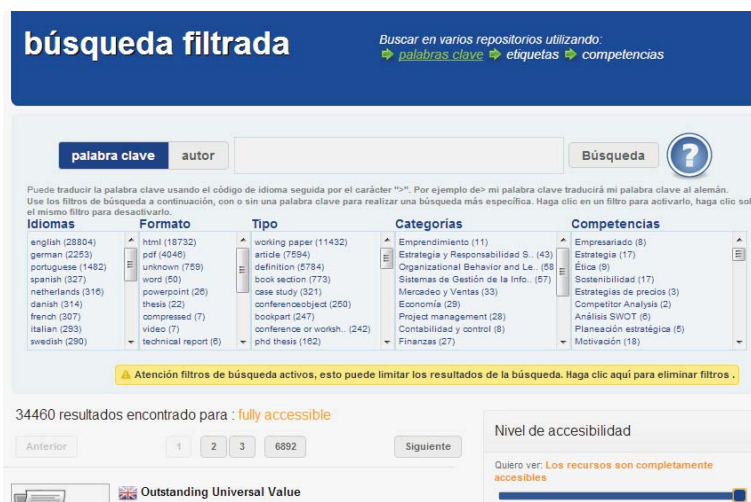 búsqueda filtrada
Buscar en varios repositorios utilizando:
palabras clave etiquetas competencias
palabra clave autor Búsqueda ?
Puede traducir la palabra clave usando el código de idioma seguida por el carácter ">". Por ejemplo de> mi palabra clave traducirá mi palabra clave al alemán.
Use los filtros de búsqueda a continuación, con o sin una palabra clave para realizar una búsqueda más específica. Haga clic en un filtro para activarlo, haga clic sol
el mismo filtro para desactivarlo.
Idiomas Formato Tipo Categorías Competencias
english (28804) html (18732) working paper (11432) Emprendimiento (11) Empresariado (8)
german (2253) pdf (4046) article (7594) Estrategia y Responsabilidad S.. (43) Estrategia (17)
portuguese (1482) unknown (759) definition (5784) Organizational Behavior and Le.. (58 Ética (9)
spanish (327) word (50) book section (773) Sistemas de Gestión de la Info.. (57) Sostenibilidad (17)
netherlands (316) powerpoint (26) case study (321) Mercadeo y Ventas (33) Estrategias de precios (3)
danish (314) thesis (22) conferenceobject (250) Economía (29) Competitor Analysis (2)
french (307) compressed (7) bookpart (247) Project management (28) Análisis SWOT (6)
italian (293) video (7) conference or worksh.. (242) Contabilidad y control (8) Planeación estratégica (5)
swedish (290) technical report (6) phd thesis (162) Finanzas (27) Motivación (18)
Atención filtros de búsqueda activos, esto puede limitar los resultados de la búsqueda. Haga clic aquí para eliminar filtros .
34460 resultados encontrado para : fully accessible
Anterior 1 2 3 6892 Siguiente
Nivel de accesibilidad
Quiero ver: Los recursos son completamente
accesibles
Outstanding Universal Value